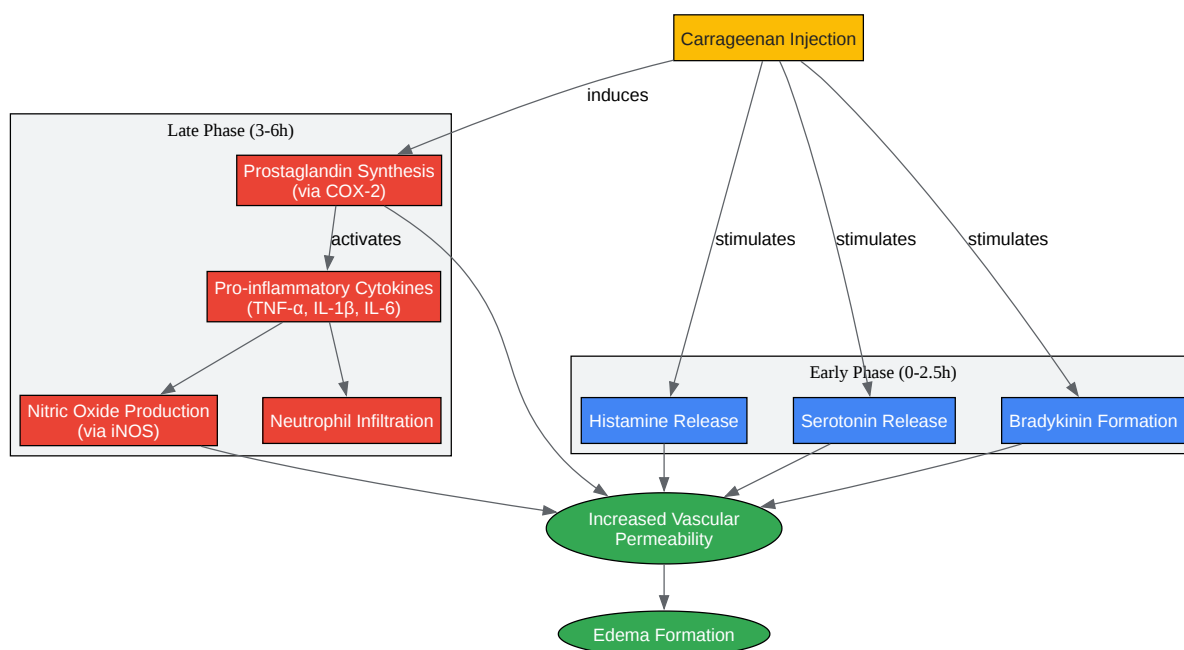 Carrageenan Injection
induces
Late Phase (3-6h)
Prostaglandin Synthesis
(via COX-2)
activates
stimulates
stimulates
stimulates
Pro-inflammatory Cytokines
(TNF-α, IL-1β, IL-6)
Early Phase (0-2.5h)
Nitric Oxide Production
(via iNOS)
Neutrophil Infiltration
Histamine Release
Serotonin Release
Bradykinin Formation
Increased Vascular
Permeability
Edema Formation